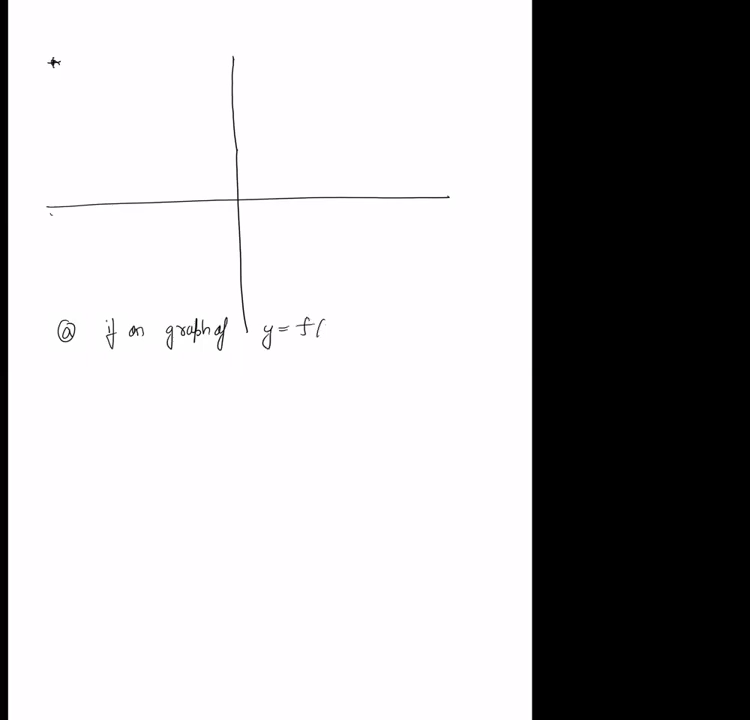 ⓐ if on graph of y = f(